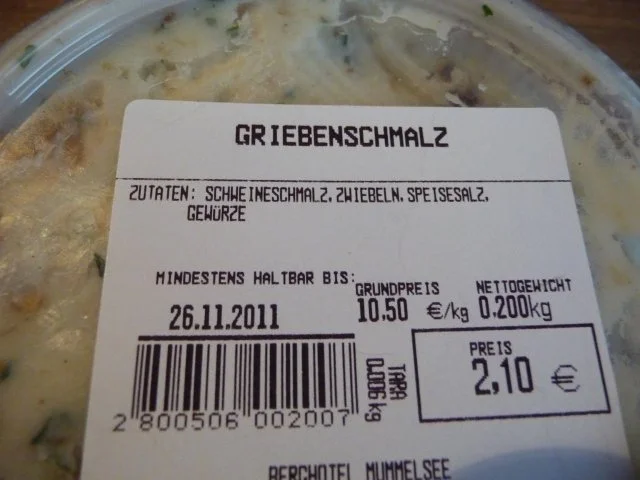 GRIEBENSCHMALZ
ZUTATEN: SCHWEINESCHMALZ, ZWIEBELN, SPEISESALZ,
GEWÜRZE
MINDESTENS HALTBAR BIS:
26.11.2011
GRUNDPREIS
10,50 €/kg
NETTOGEWICHT
0,200kg
TARA
0,006 kg
PREIS
2,10 €
2 800506 002007
BERGHOTEL MUMMELSEE